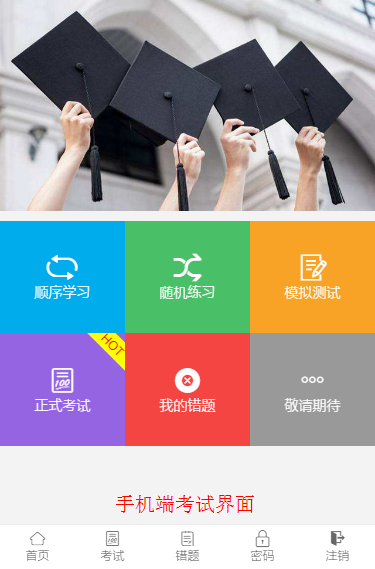 顺序学习
随机练习
模拟测试
HOT
100
正式考试
我的错题
敬请期待
手机端考试界面
首页
考试
错题
密码
注销